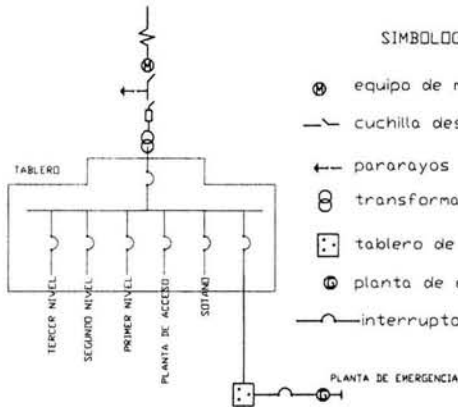 SIMBOLOG
equipo de
cuchilla des
TABLERO
pararayos
transforma
tablero de
planta de
interrupto
TERCER NIVEL
SEGUNDO NIVEL
PRIMER NIVEL
PLANTA DE ACCESO
SOTANO
PLANTA DE EMERGENCIA